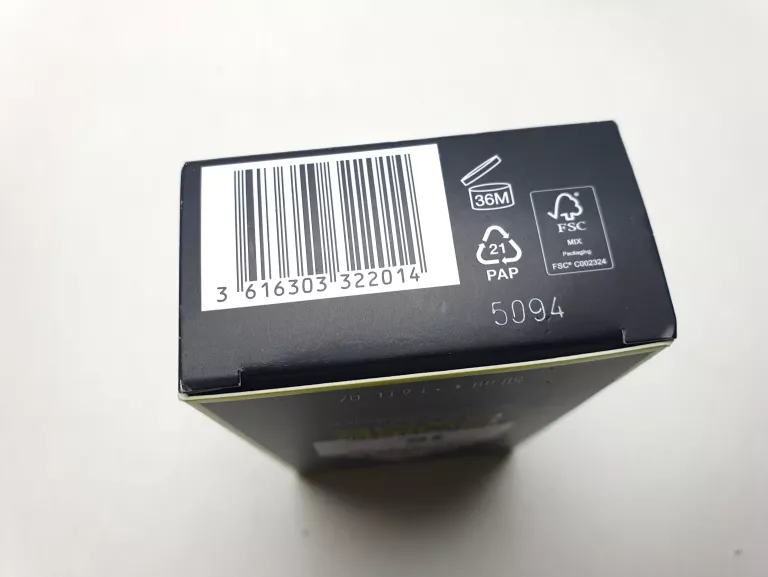 3 616303 322014
36M
21
PAP
FSC
MIX
Packaging
FSC® C002324
5094